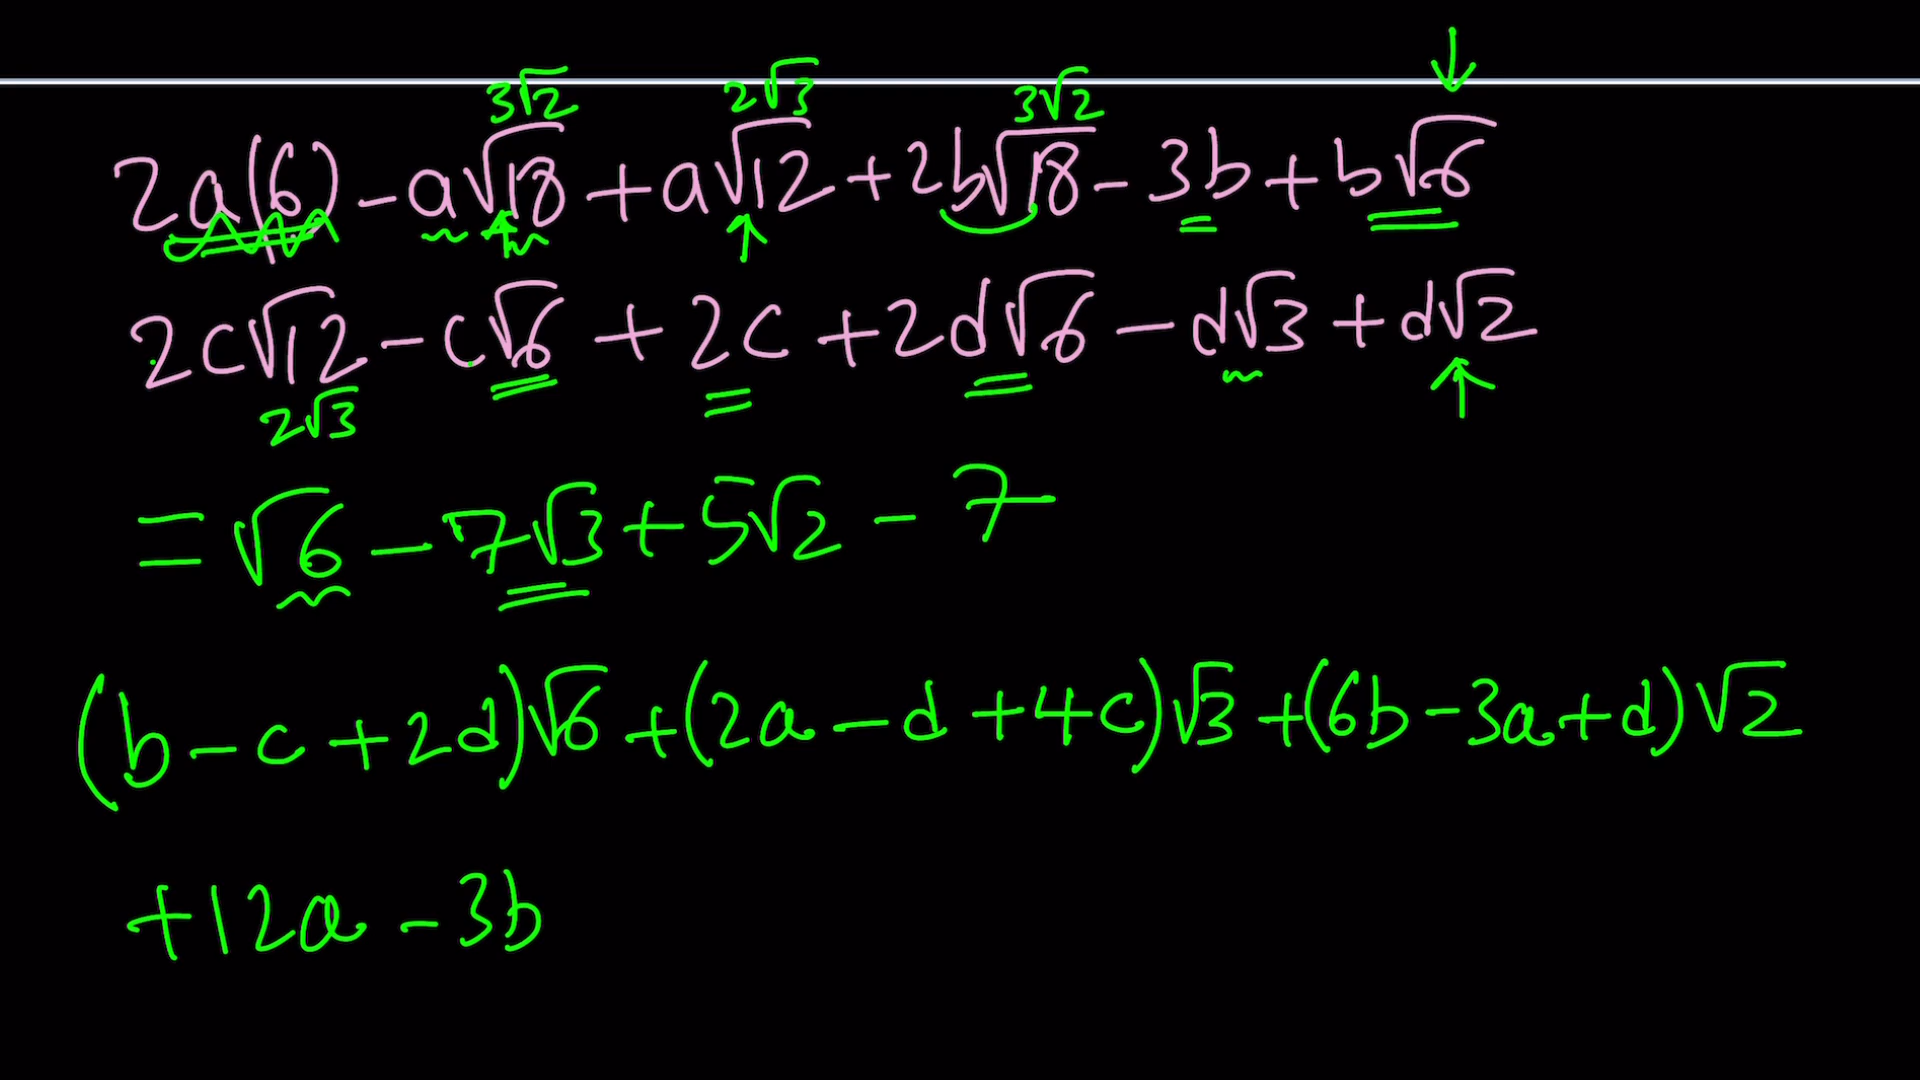 3√2 2√3 3√2
2a(6) - a√18 + a√12 + 2b√18 - 3b + b√6
2c√12 - c√6 + 2c + 2d√6 - d√3 + d√2
2√3
= √6 - 7√3 + 5√2 - 7
(b - c + 2d)√6 + (2a - d + 4c)√3 + (6b - 3a + d)√2
+12a - 3b